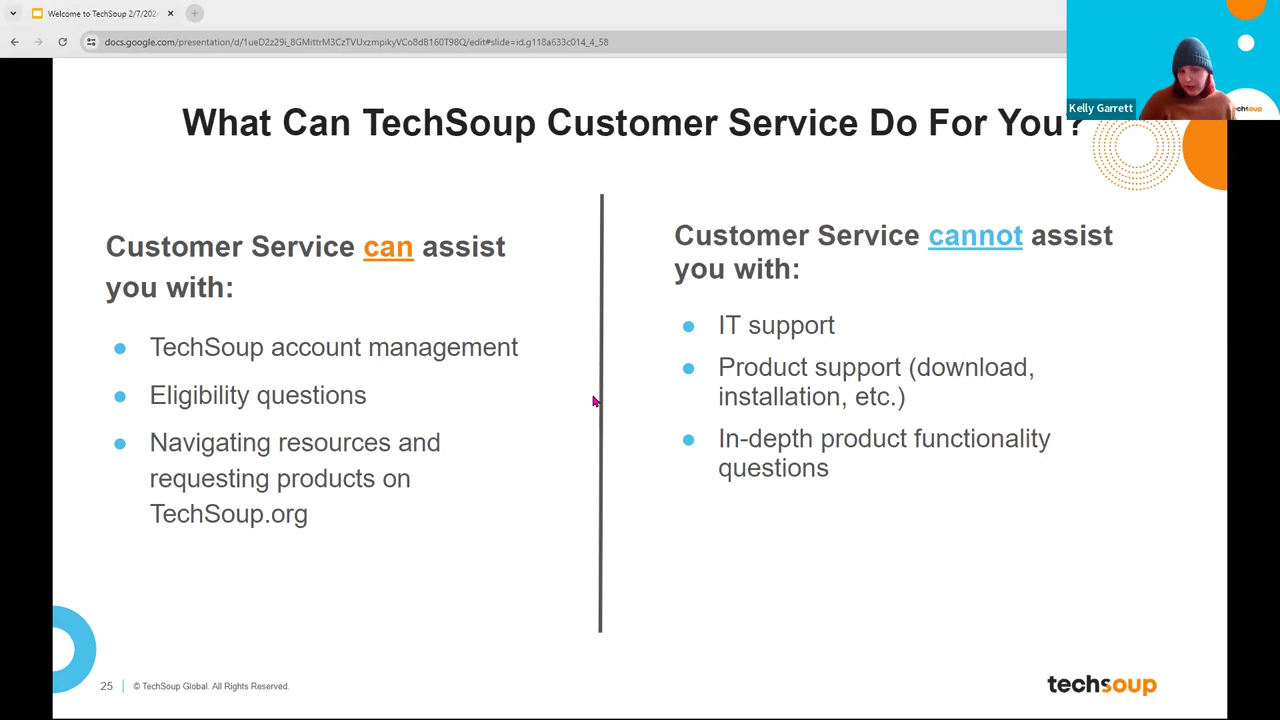 Welcome to TechSoup 2/7/202
docs.google.com/presentation/d/1ueD2z29i_8GMittrM3CzTVUxzmpikyVCo8dB160T98Q/edit#slide=id.g118a633c014_4_58
Kelly Garrett
techsoup
What Can TechSoup Customer Service Do For You?
Customer Service can assist
you with:
TechSoup account management
Eligibility questions
Navigating resources and
requesting products on
TechSoup.org
Customer Service cannot assist
you with:
IT support
Product support (download,
installation, etc.)
In-depth product functionality
questions
25
© TechSoup Global. All Rights Reserved.
techsoup